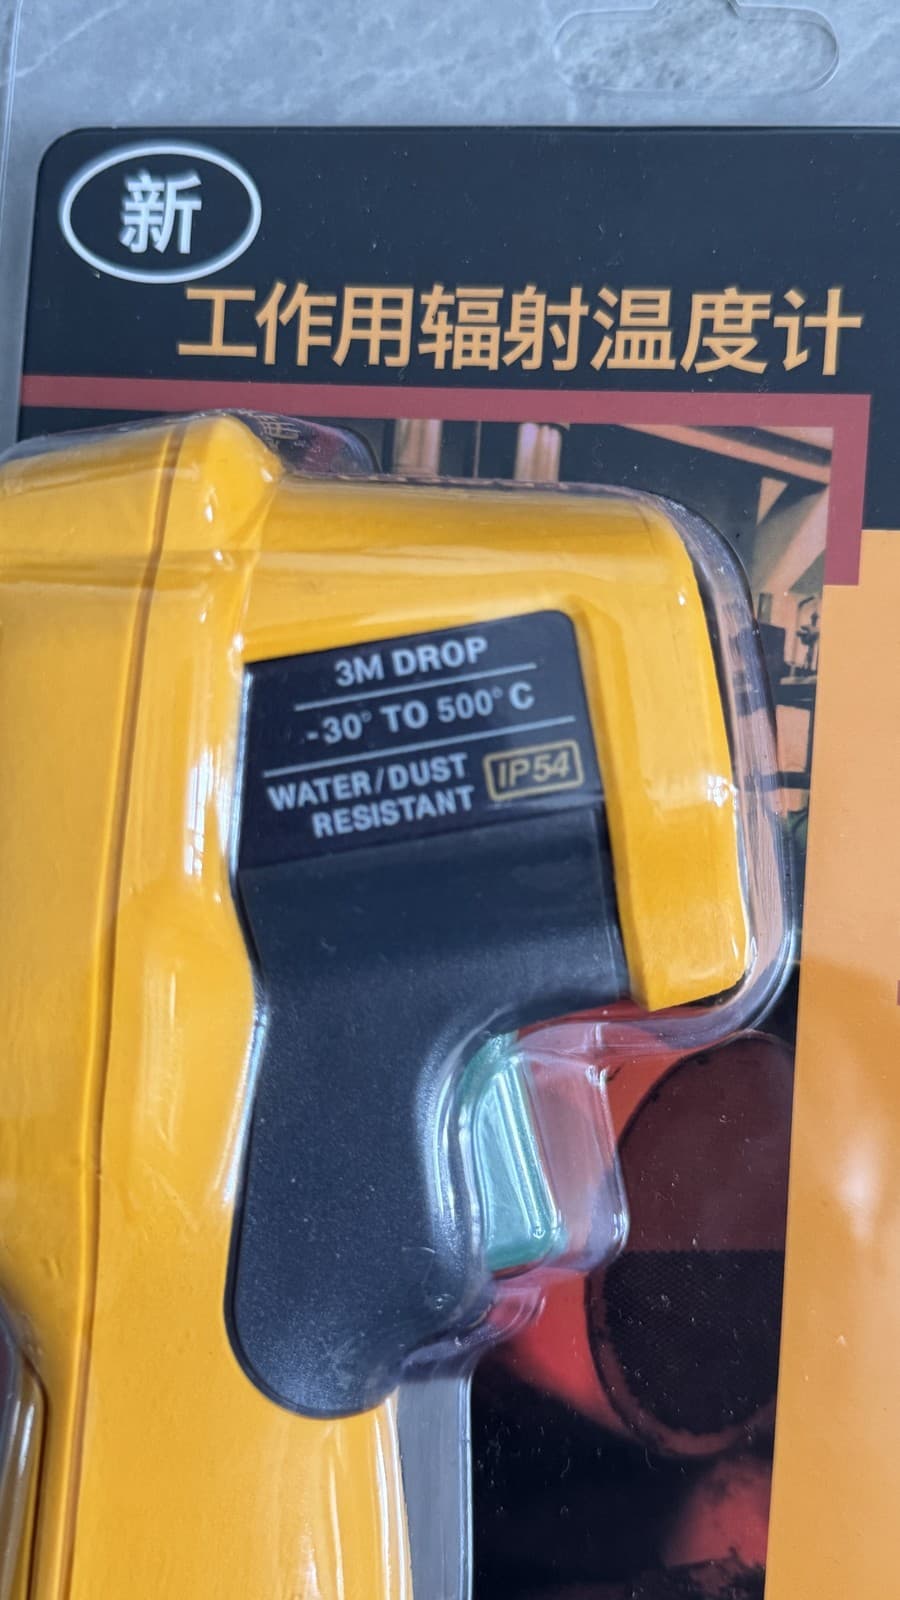 新
工作用辐射温度计
3M DROP
-30° TO 500° C
WATER/DUST
RESISTANT
IP54